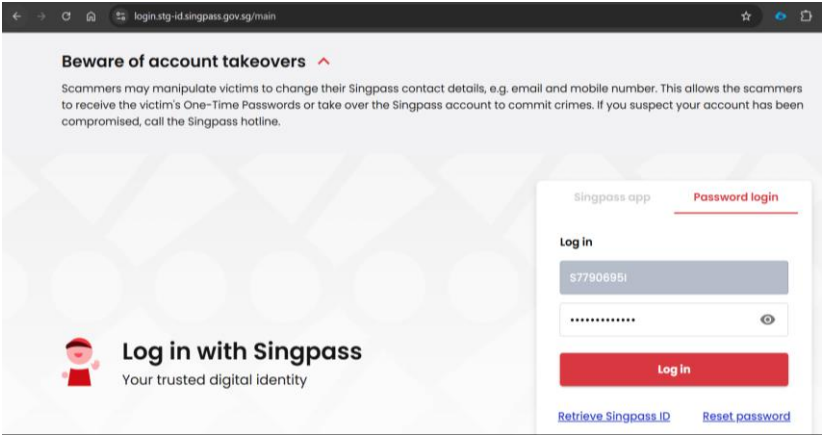 login.stg-id.singpass.gov.sg/main
Beware of account takeovers
Scammers may manipulate victims to change their Singpass contact details, e.g. email and mobile number. This allows the scammers
to receive the victim's One-Time Passwords or take over the Singpass account to commit crimes. If you suspect your account has been
compromised, call the Singpass hotline.
Singpass app
Password login
Log in
S7790695I
•••••••••••••
Log in
Log in with Singpass
Your trusted digital identity
Retrieve Singpass ID
Reset password